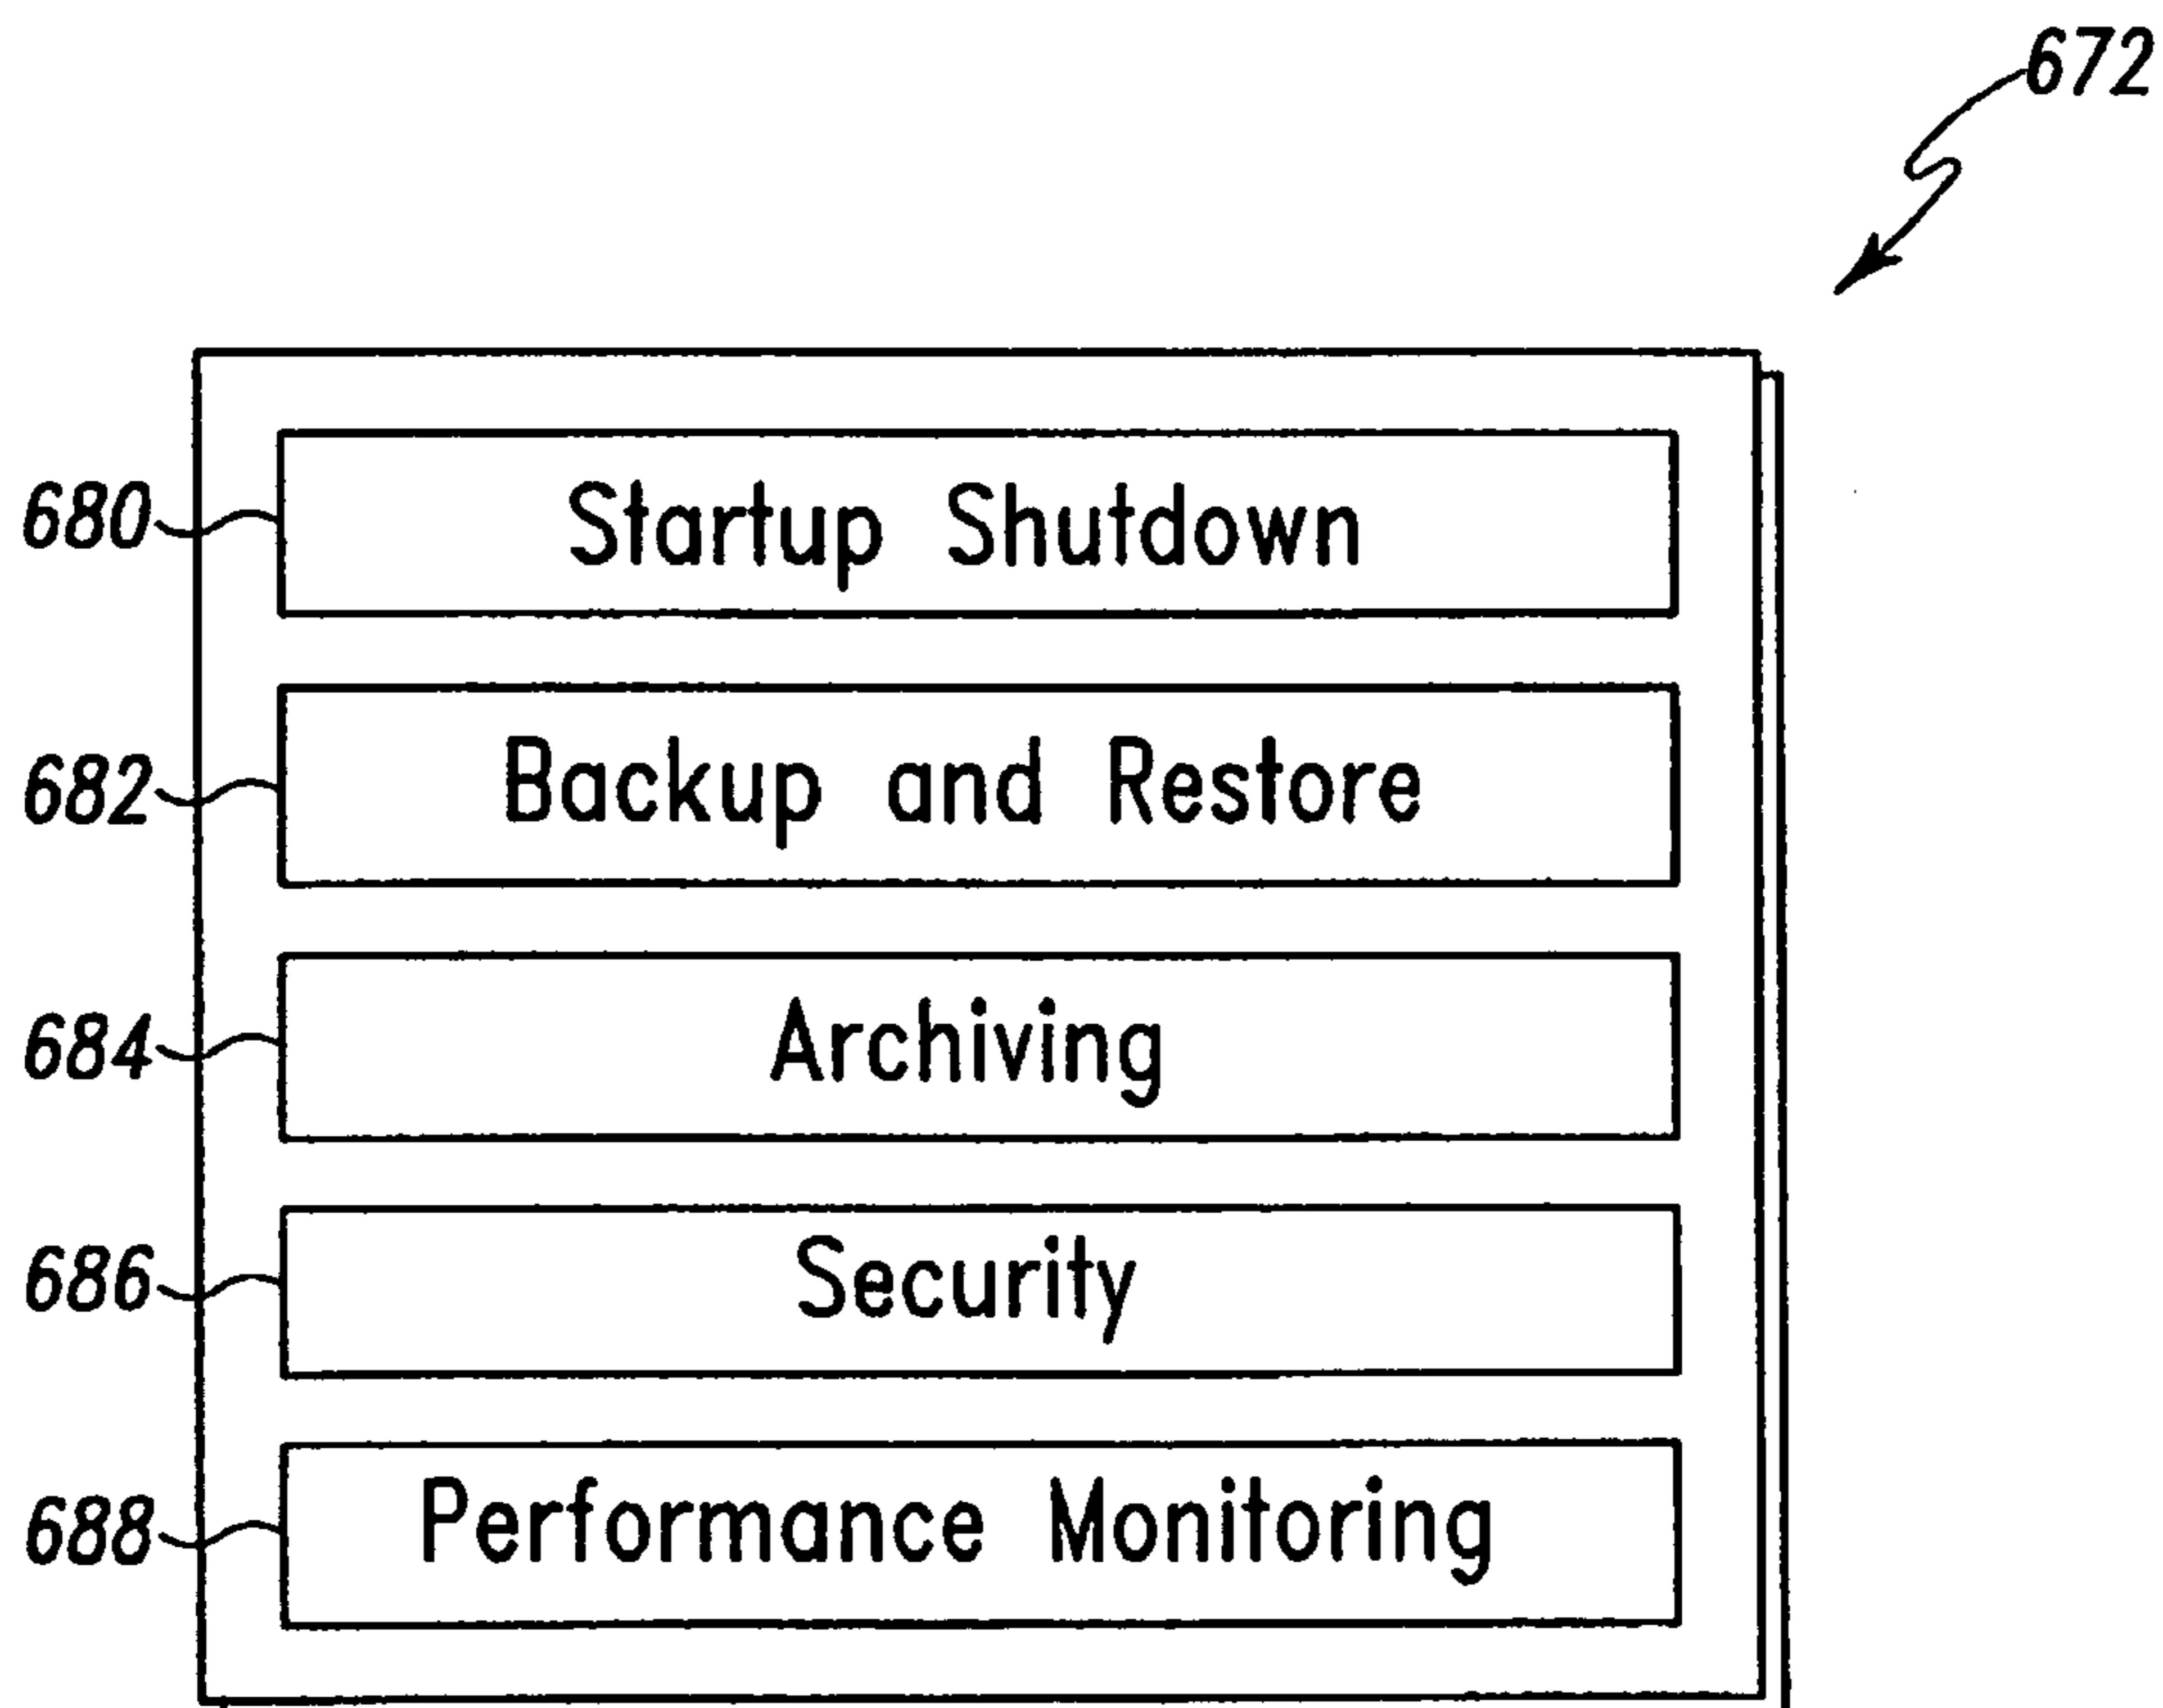 672
680 Startup Shutdown
682 Backup and Restore
684 Archiving
686 Security
688 Performance Monitoring